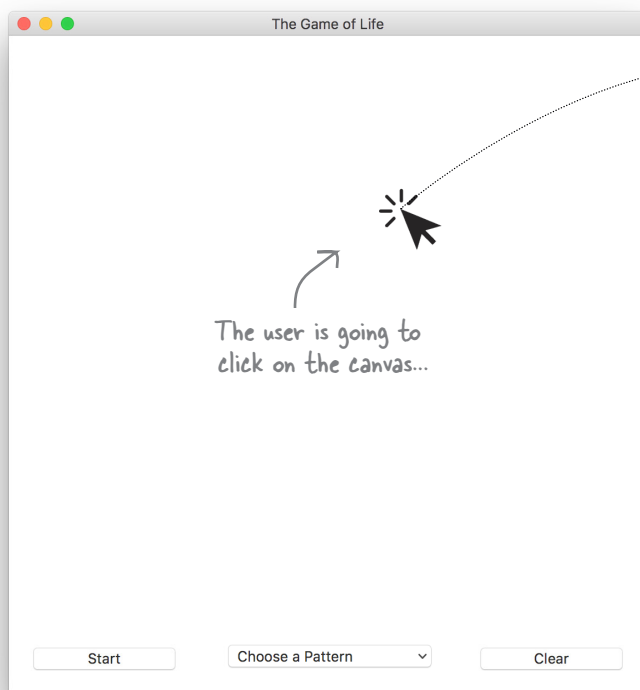 The Game of Life
The user is going to
click on the canvas...
Start
Choose a Pattern
Clear